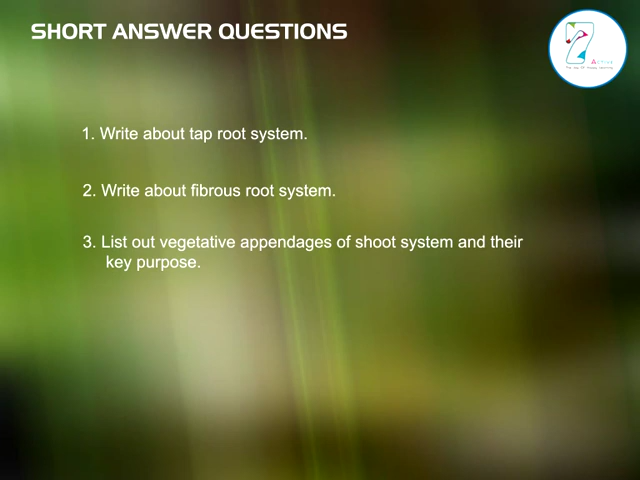 SHORT ANSWER QUESTIONS
1. Write about tap root system.
2. Write about fibrous root system.
3. List out vegetative appendages of shoot system and their
key purpose.